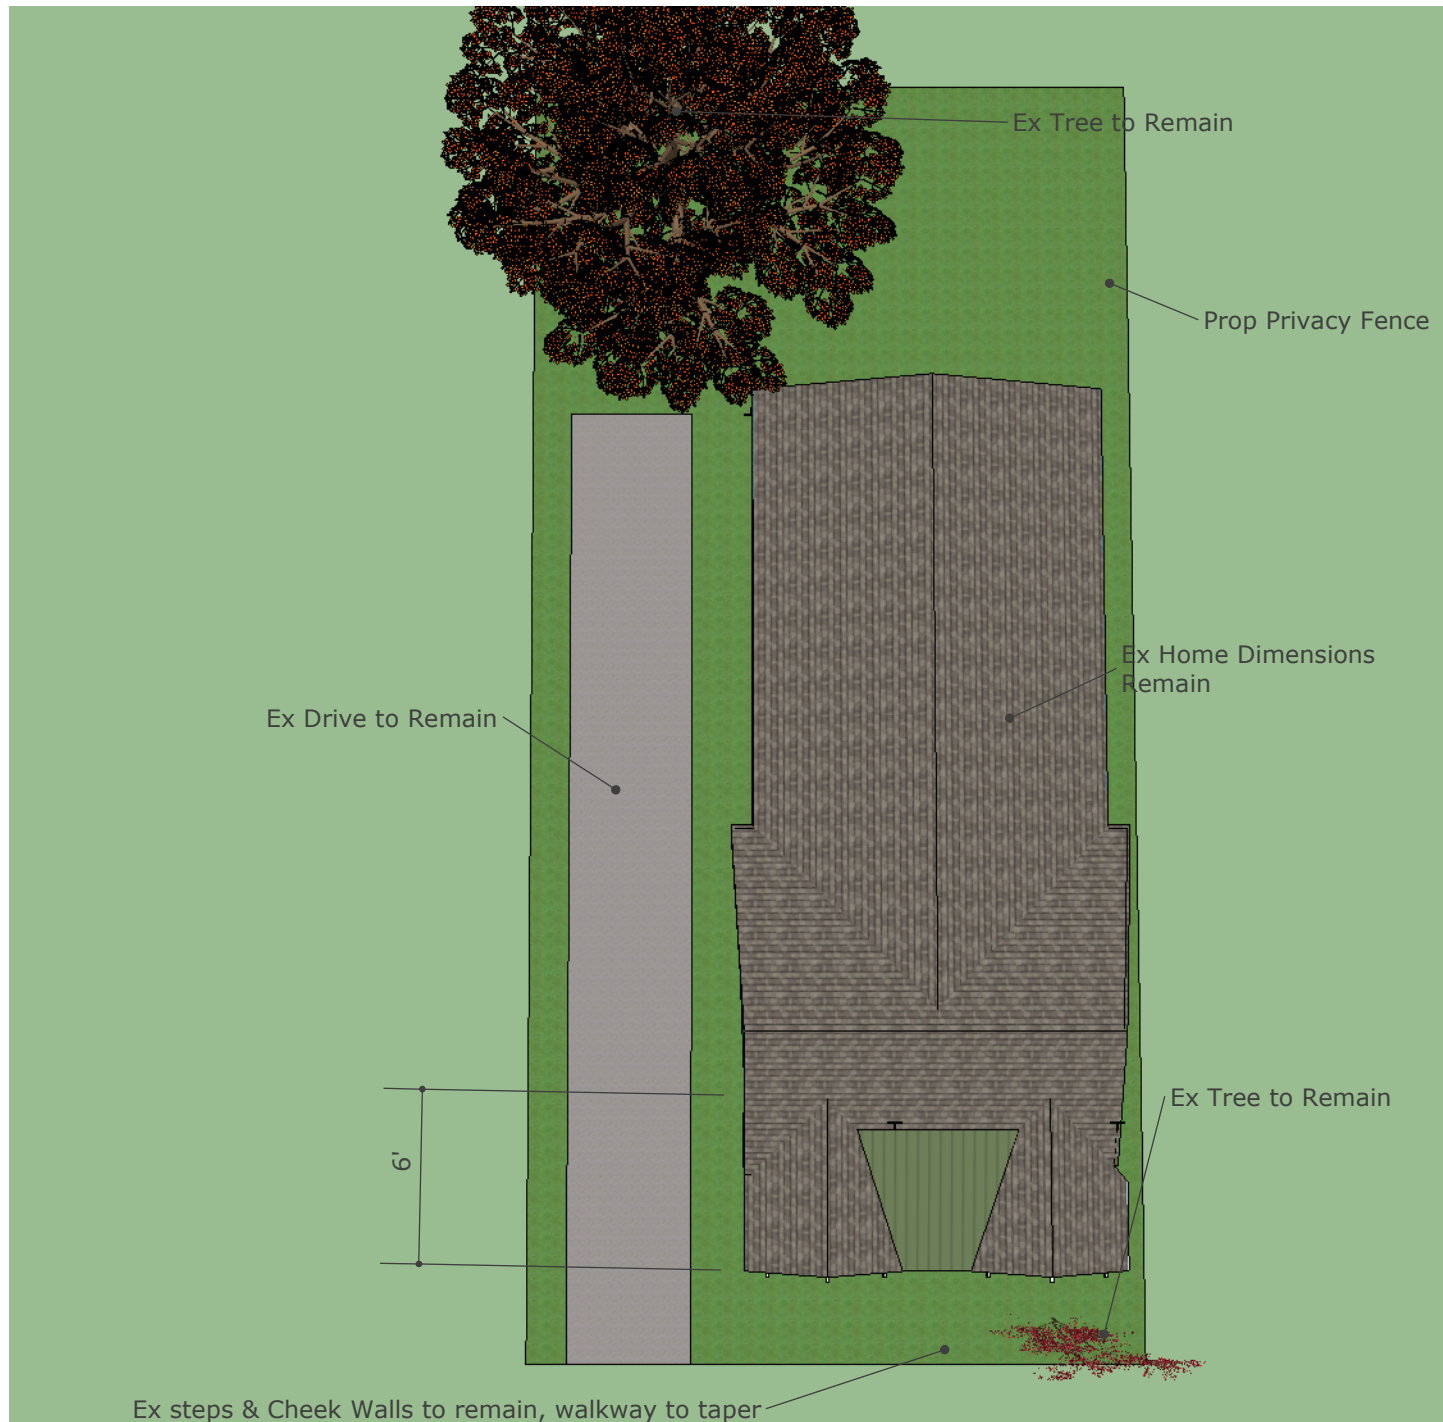 Ex Tree to Remain
Prop Privacy Fence
Ex Home Dimensions
Remain
Ex Drive to Remain
Ex Tree to Remain
6'
Ex steps & Cheek Walls to remain, walkway to taper